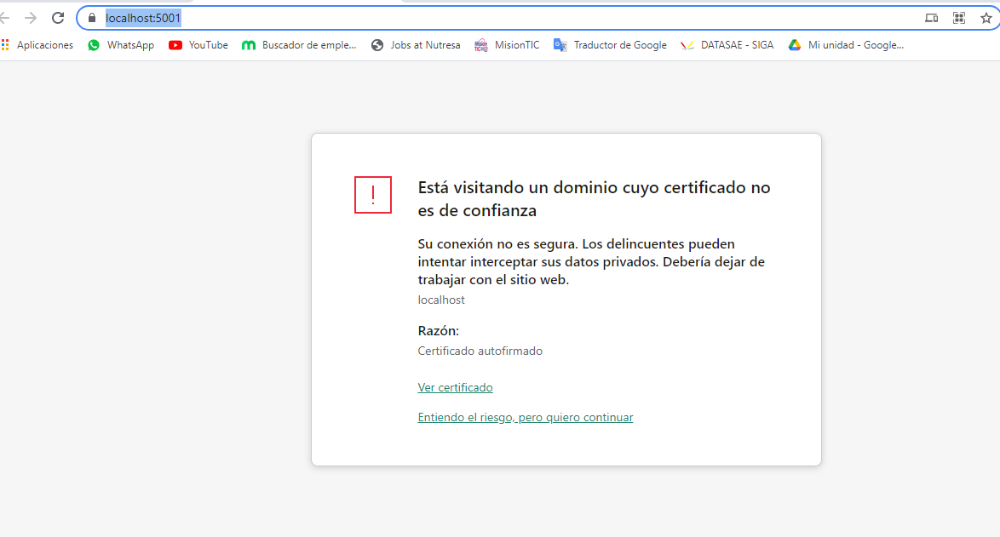 localhost:5001
Aplicaciones WhatsApp YouTube Buscador de emple... Jobs at Nutresa MisionTIC Traductor de Google DATASAE - SIGA Mi unidad - Google...
!
Está visitando un dominio cuyo certificado no
es de confianza
Su conexión no es segura. Los delincuentes pueden
intentar interceptar sus datos privados. Debería dejar de
trabajar con el sitio web.
localhost
Razón:
Certificado autofirmado
Ver certificado
Entiendo el riesgo, pero quiero continuar